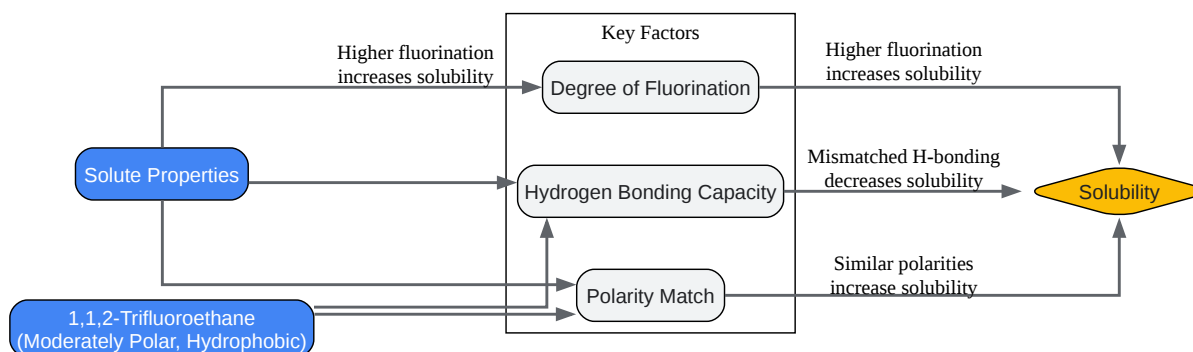 Key Factors
Higher fluorination
increases solubility
Higher fluorination
increases solubility
Degree of Fluorination
Solute Properties
Hydrogen Bonding Capacity
Mismatched H-bonding
decreases solubility
Solubility
Similar polarities
increase solubility
Polarity Match
1,1,2-Trifluoroethane
(Moderately Polar, Hydrophobic)